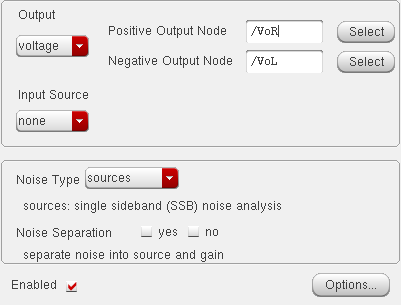 Output
voltage
Positive Output Node /VoR Select
Negative Output Node /VoL Select
Input Source
none
Noise Type sources
sources: single sideband (SSB) noise analysis
Noise Separation yes no
separate noise into source and gain
Enabled Options...